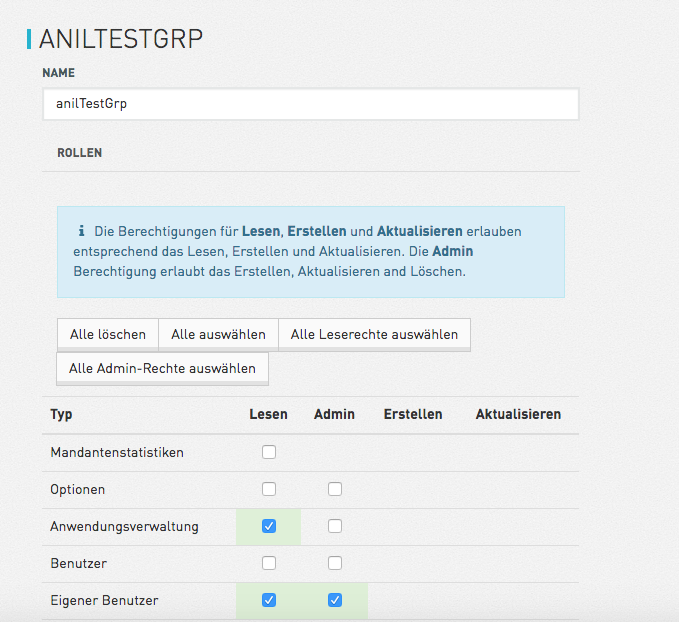 ANILTESTGRP
NAME
anilTestGrp
ROLLEN
Die Berechtigungen für Lesen, Erstellen und Aktualisieren erlauben
entsprechend das Lesen, Erstellen und Aktualisieren. Die Admin
Berechtigung erlaubt das Erstellen, Aktualisieren and Löschen.
Alle löschen Alle auswählen Alle Leserechte auswählen
Alle Admin-Rechte auswählen
Typ Lesen Admin Erstellen Aktualisieren
Mandantenstatistiken
Optionen
Anwendungsverwaltung
Benutzer
Eigener Benutzer